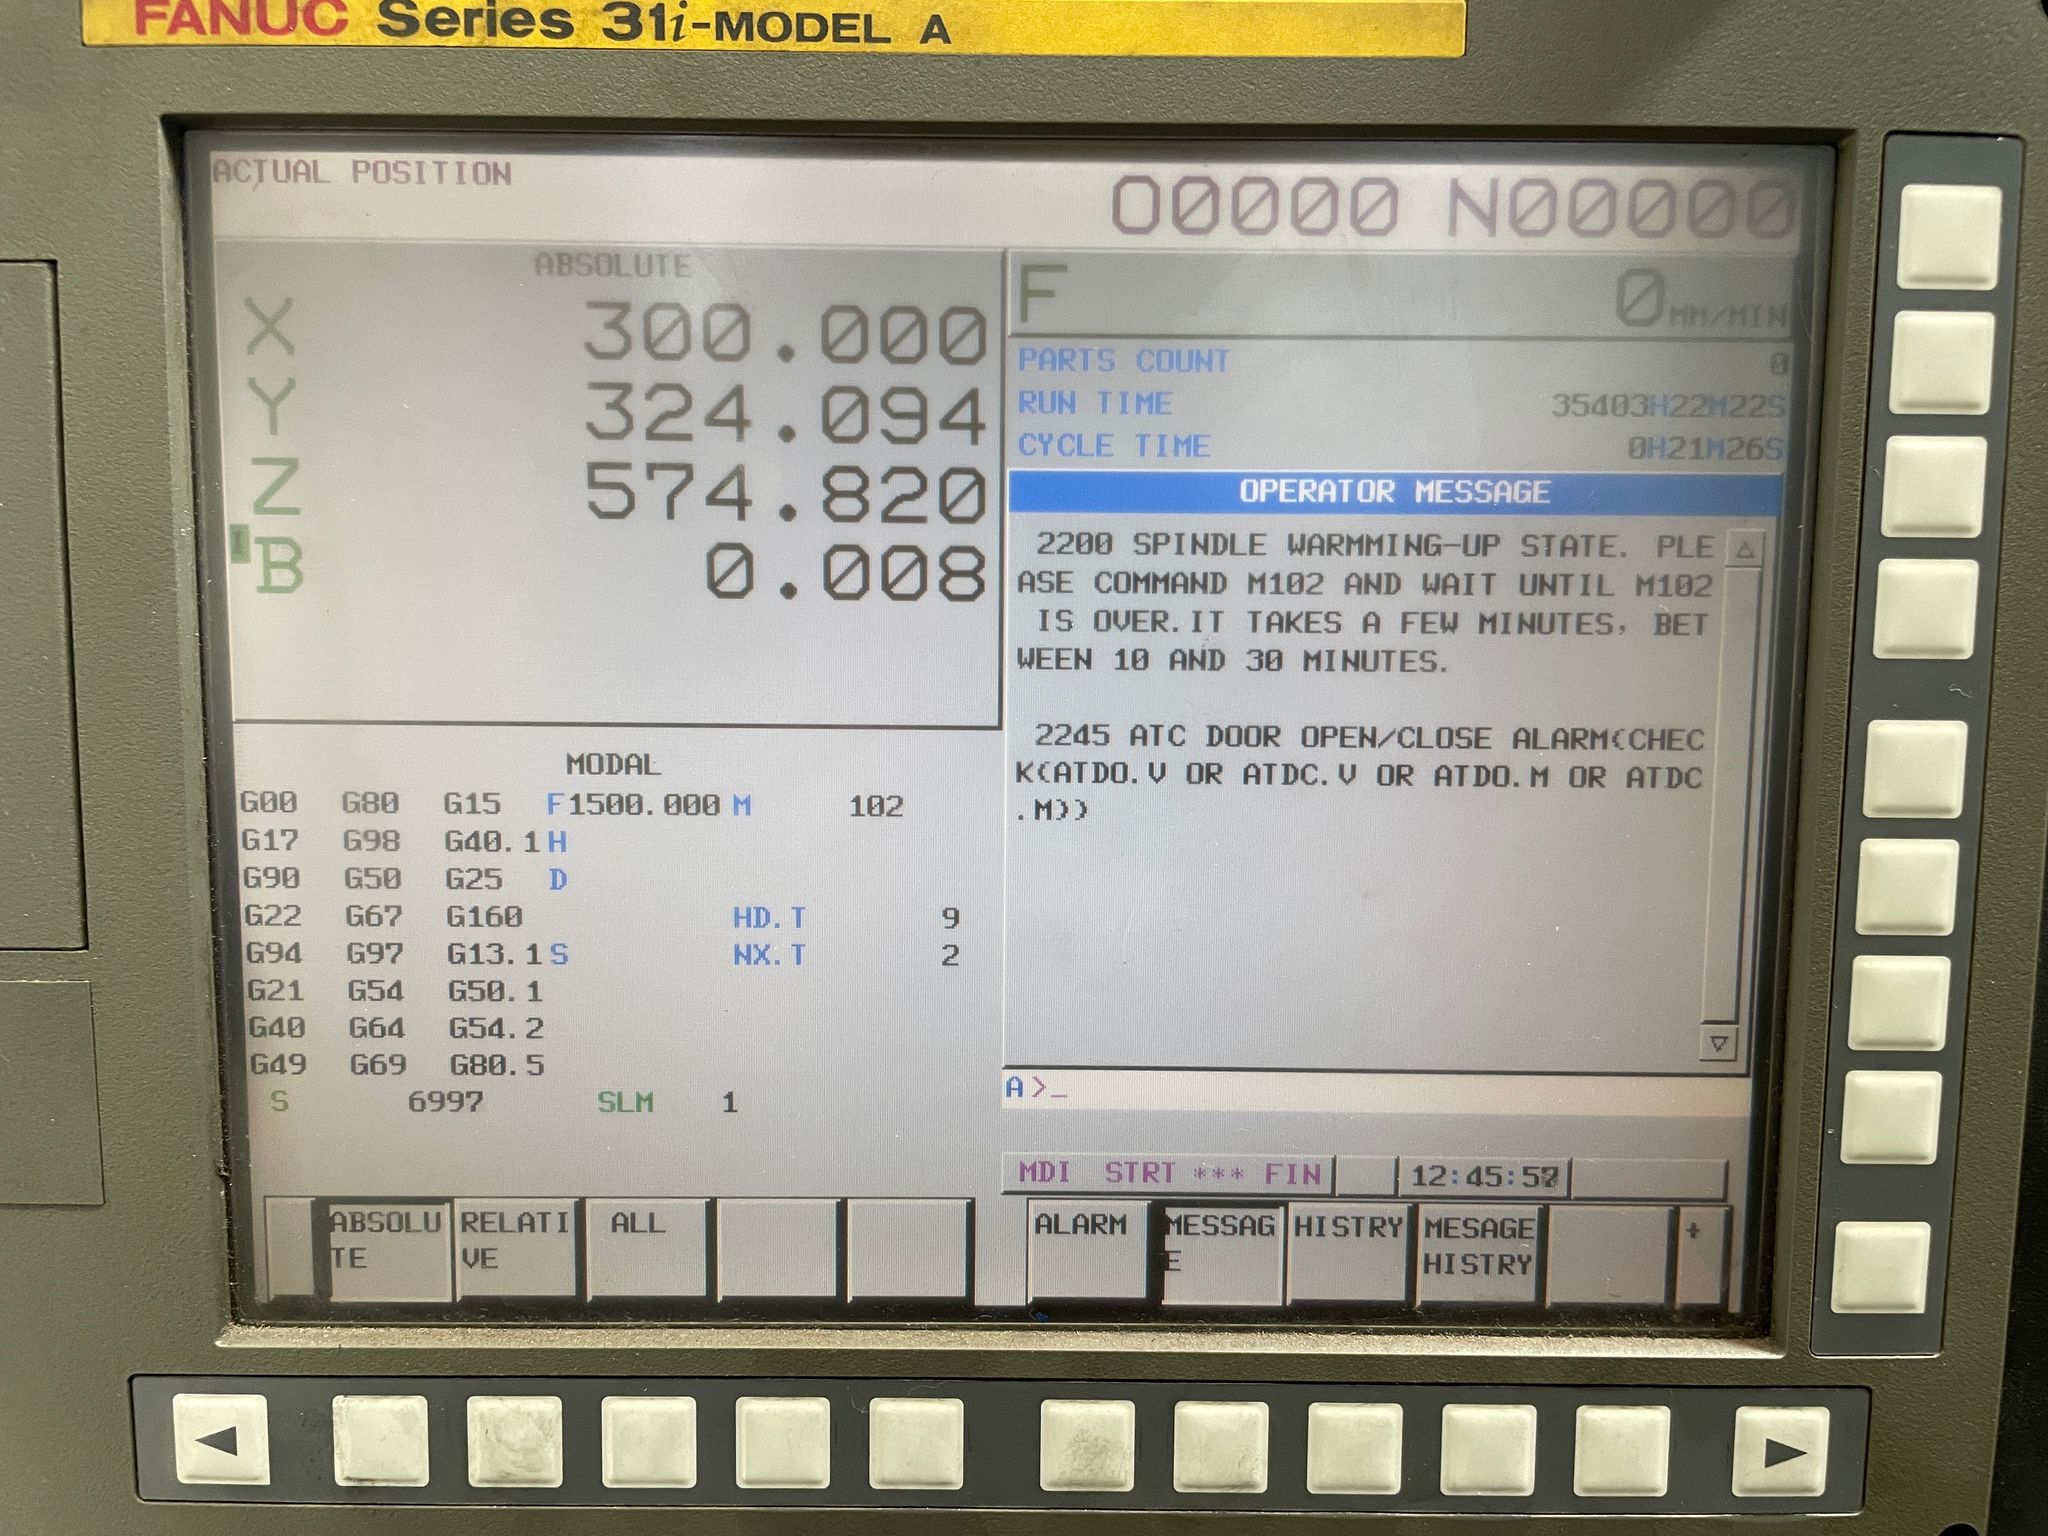 FANUC Series 31i-MODEL A
ACTUAL POSITION
O0000 N00000
ABSOLUTE
X 300.000
Y 324.094
Z 574.820
B 0.008
F 0 MM/MIN
PARTS COUNT 0
RUN TIME 35403H22M22S
CYCLE TIME 0H21M26S
OPERATOR MESSAGE
2200 SPINDLE WARMMING-UP STATE. PLE
ASE COMMAND M102 AND WAIT UNTIL M102
IS OVER.IT TAKES A FEW MINUTES, BET
WEEN 10 AND 30 MINUTES.
2245 ATC DOOR OPEN/CLOSE ALARM(CHEC
K(ATDO.V OR ATDC.V OR ATDO.M OR ATDC
.M))
MODAL
G00 G80 G15 F1500.000 M 102
G17 G98 G40.1 H
G90 G50 G25 D
G22 G67 G160 HD.T 9
G94 G97 G13.1 S NX.T 2
G21 G54 G50.1
G40 G64 G54.2
G49 G69 G80.5
S 6997 SLM 1
A>_
MDI STRT *** FIN
ABSOLU
TE
RELATI
VE
ALL
ALARM
MESSAG
E
HISTRY
MESAGE
HISTRY
+